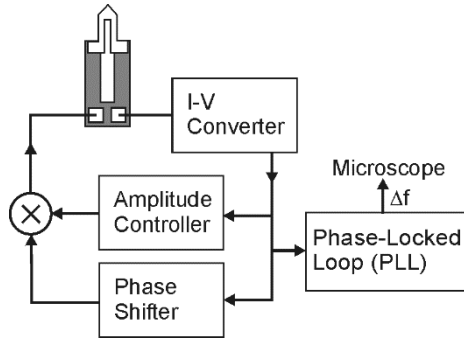 I-V
Converter
Microscope
Δf
Amplitude
Controller
Phase-Locked
Loop (PLL)
Phase
Shifter